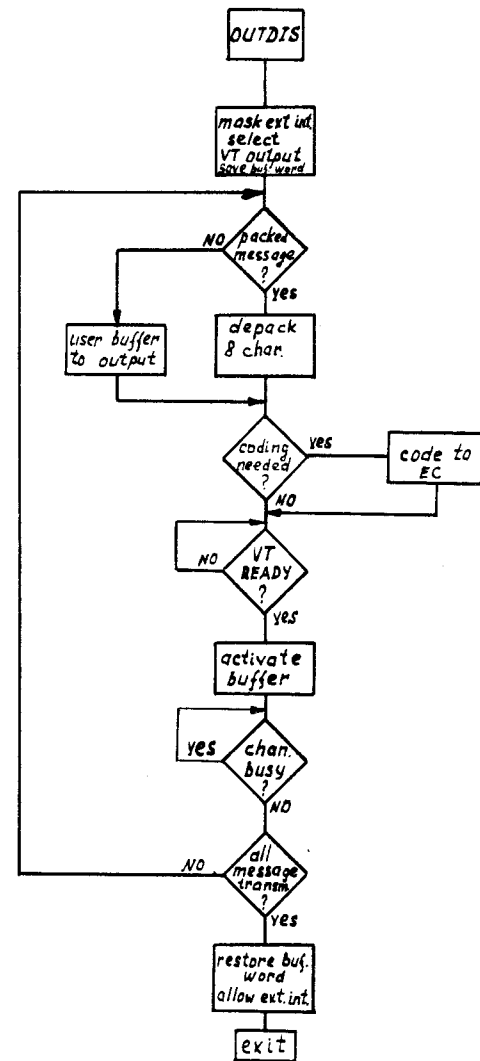 OUTDIS
mask ext int,
select
VT output
save buf word
NO
packed
message
?
yes
user buffer
to output
depack
8 char.
coding
needed
?
yes
code to
EC
NO
NO
VT
READY
?
yes
activate
buffer
yes
chan.
busy
?
NO
NO
all
message
transm.
?
yes
restore buf.
word
allow ext.int.
exit